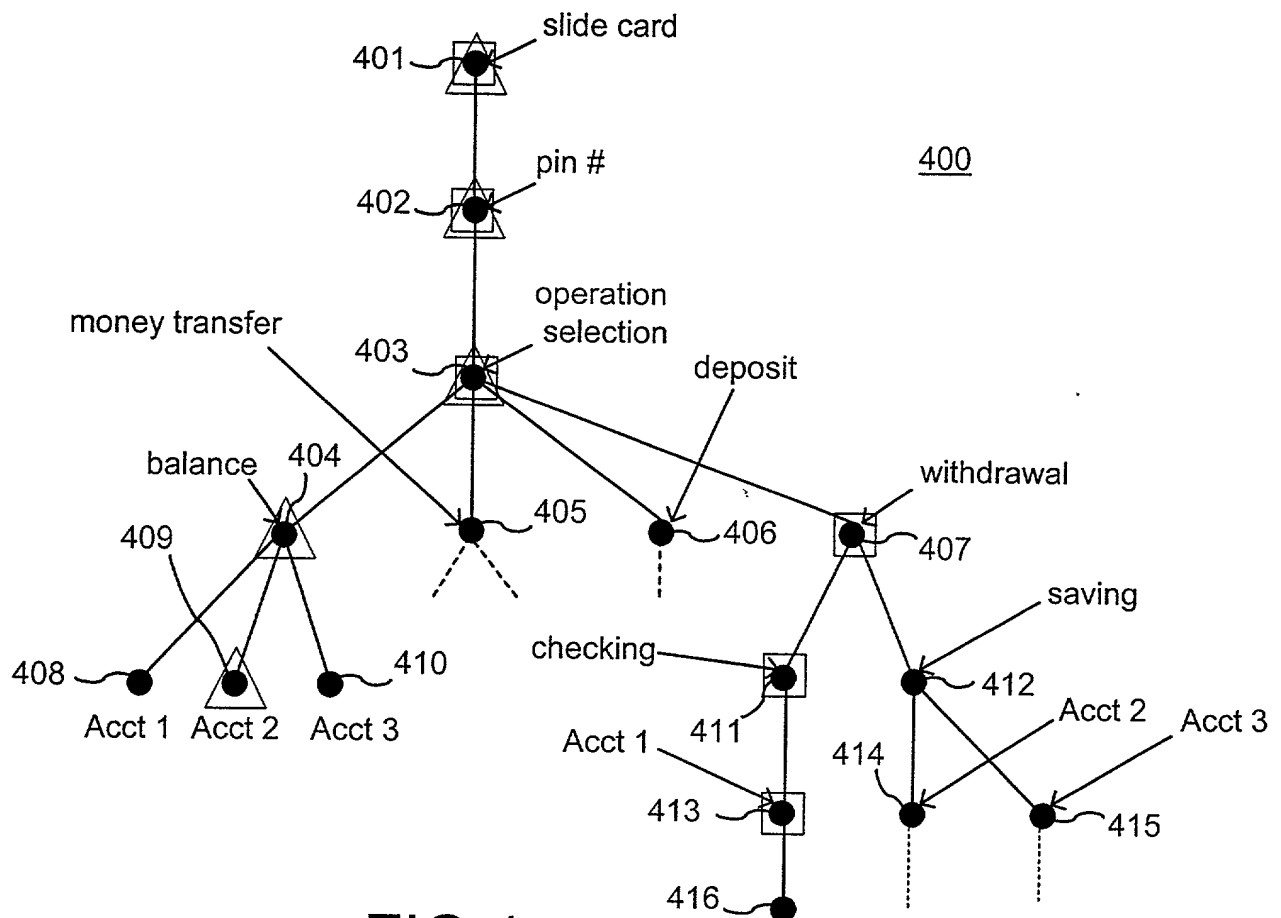 slide card
401
400
pin #
402
operation
selection
money transfer
403
deposit
balance
404
withdrawal
409
405
406
407
saving
checking
408
410
412
Acct 1 Acct 2 Acct 3
411
Acct 2
Acct 3
Acct 1
414
413
415
416